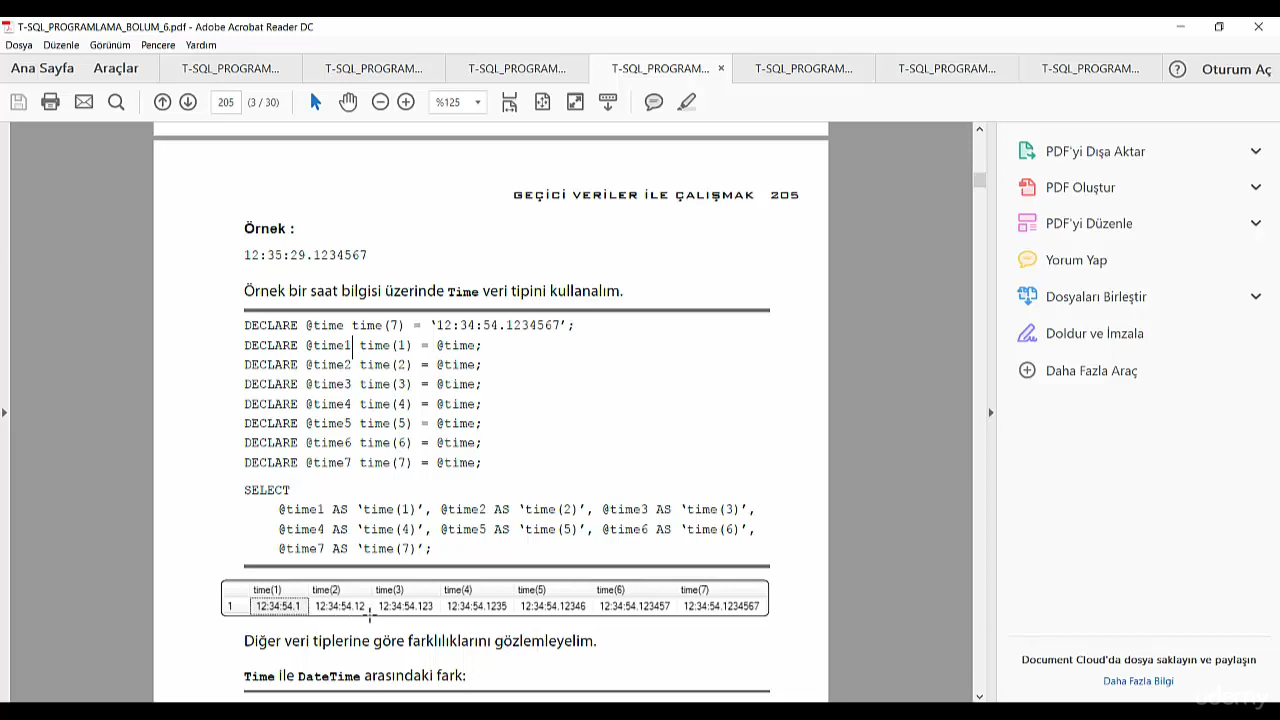 T-SQL_PROGRAMLAMA_BOLUM_6.pdf - Adobe Acrobat Reader DC
Dosya Düzenle Görünüm Pencere Yardım
Ana Sayfa Araçlar T-SQL_PROGRAM... T-SQL_PROGRAM... T-SQL_PROGRAM... T-SQL_PROGRAM... × T-SQL_PROGRAM... T-SQL_PROGRAM... T-SQL_PROGRAM... Oturum Aç
205 (3 / 30) %125
GEÇİCİ VERİLER İLE ÇALIŞMAK 205
Örnek :
12:35:29.1234567
Örnek bir saat bilgisi üzerinde Time veri tipini kullanalım.
DECLARE @time time(7) = ‘12:34:54.1234567’;
DECLARE @time1 time(1) = @time;
DECLARE @time2 time(2) = @time;
DECLARE @time3 time(3) = @time;
DECLARE @time4 time(4) = @time;
DECLARE @time5 time(5) = @time;
DECLARE @time6 time(6) = @time;
DECLARE @time7 time(7) = @time;
SELECT
@time1 AS ‘time(1)’, @time2 AS ‘time(2)’, @time3 AS ‘time(3)’,
@time4 AS ‘time(4)’, @time5 AS ‘time(5)’, @time6 AS ‘time(6)’,
@time7 AS ‘time(7)’;
time(1) time(2) time(3) time(4) time(5) time(6) time(7)
1 12:34:54.1 12:34:54.12 12:34:54.123 12:34:54.1235 12:34:54.12346 12:34:54.123457 12:34:54.1234567
Diğer veri tiplerine göre farklılıklarını gözlemleyelim.
Time ile DateTime arasındaki fark:
PDF'yi Dışa Aktar
PDF Oluştur
PDF'yi Düzenle
Yorum Yap
Dosyaları Birleştir
Doldur ve İmzala
Daha Fazla Araç
Document Cloud'da dosya saklayın ve paylaşın
Daha Fazla Bilgi
udemy